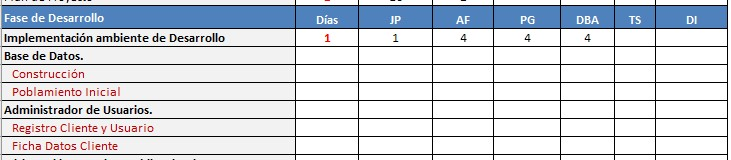 Fase de Desarrollo Días JP AF PG DBA TS DI
Implementación ambiente de Desarrollo 1 1 4 4 4
Base de Datos.
Construcción
Poblamiento Inicial
Administrador de Usuarios.
Registro Cliente y Usuario
Ficha Datos Cliente